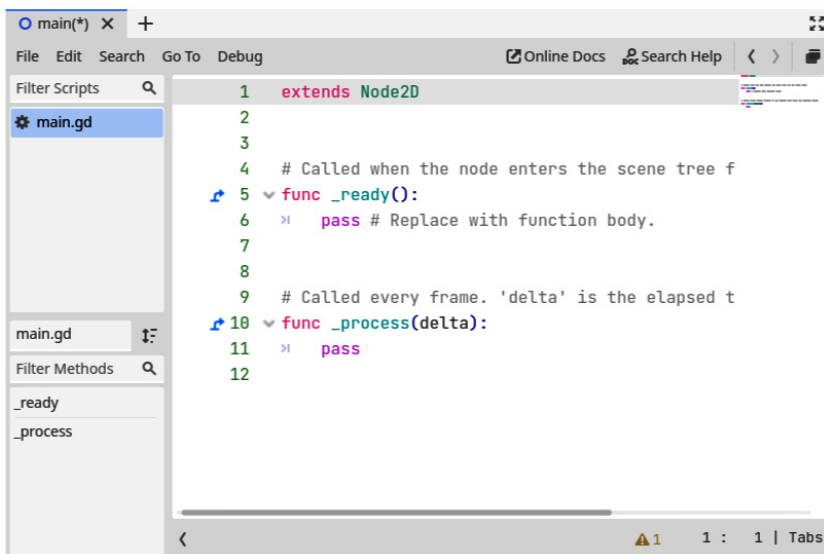 main(*)
File Edit Search Go To Debug Online Docs Search Help
Filter Scripts
main.gd
main.gd
Filter Methods
_ready
_process
1 extends Node2D
2
3
4 # Called when the node enters the scene tree f
5 func _ready():
6 pass # Replace with function body.
7
8
9 # Called every frame. 'delta' is the elapsed t
10 func _process(delta):
11 pass
12
1 1 : 1 | Tabs